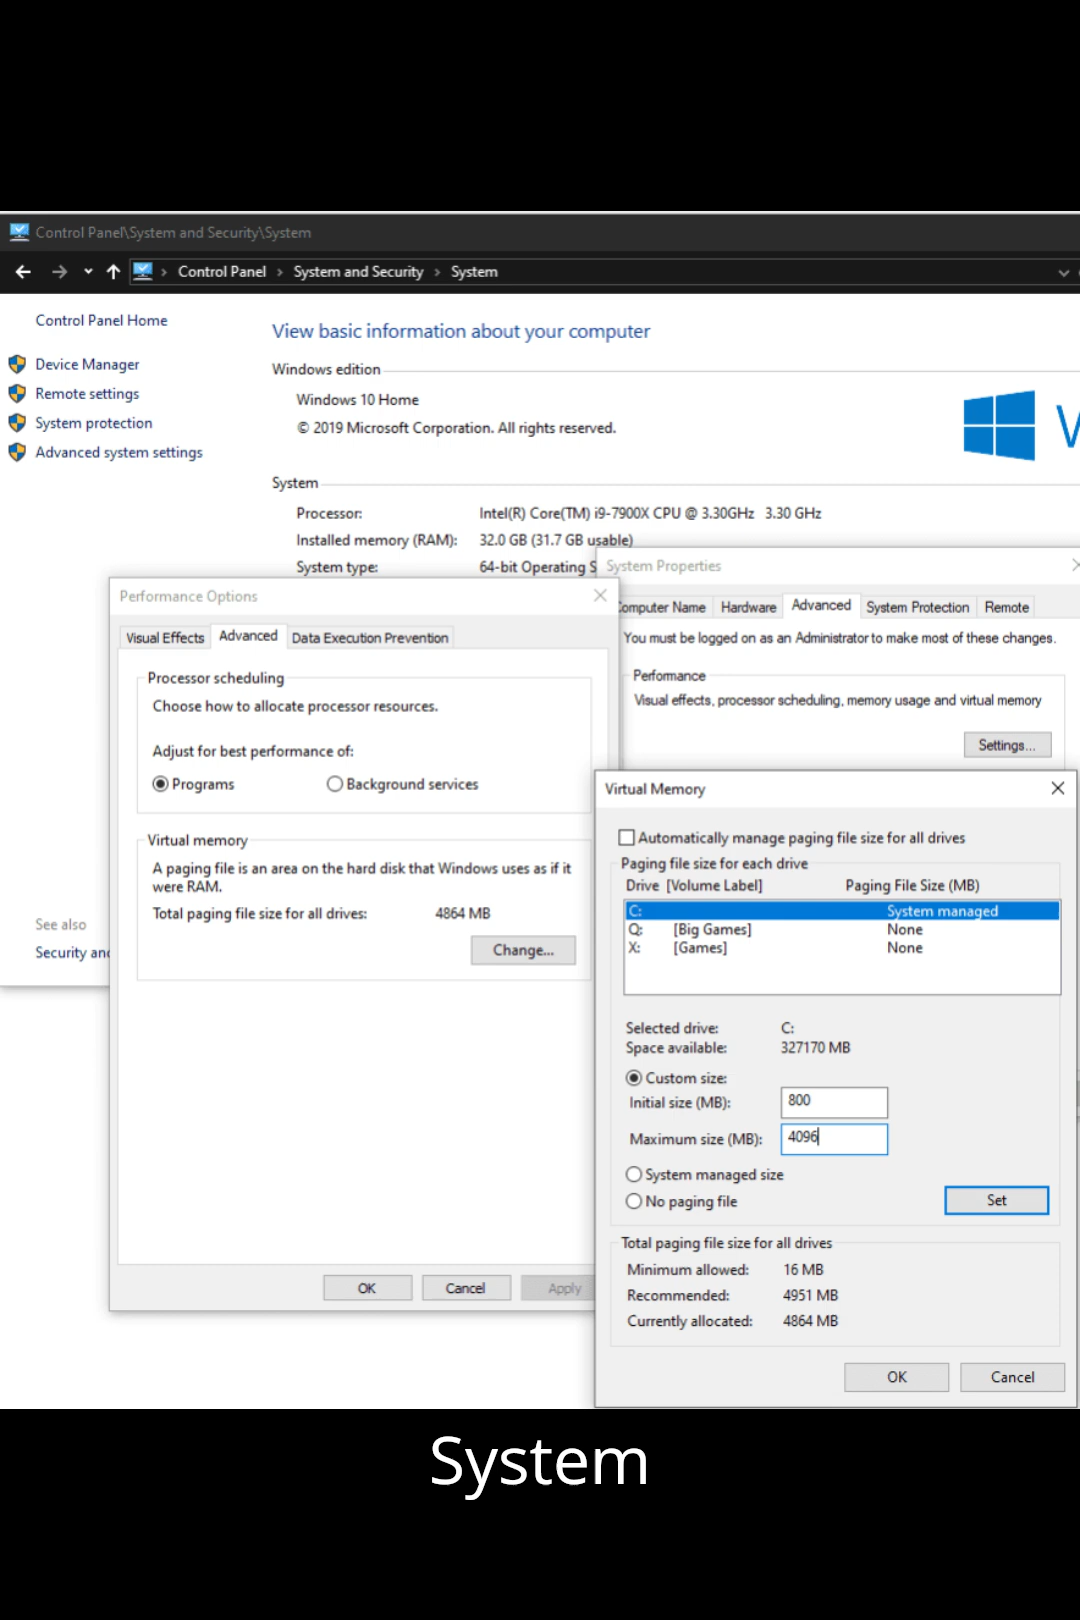 Control Panel\System and Security\System
Control Panel › System and Security › System
Control Panel Home
Device Manager
Remote settings
System protection
Advanced system settings
See also
View basic information about your computer
Windows edition
Windows 10 Home
© 2019 Microsoft Corporation. All rights reserved.
System
Processor: Intel(R) Core(TM) i9-7900X CPU @ 3.30GHz 3.30 GHz
Installed memory (RAM): 32.0 GB (31.7 GB usable)
System type: 64-bit Operating S
Security and
Performance Options
Visual Effects Advanced Data Execution Prevention
Processor scheduling
Choose how to allocate processor resources.
Adjust for best performance of:
Programs Background services
Virtual memory
A paging file is an area on the hard disk that Windows uses as if it
were RAM.
Total paging file size for all drives: 4864 MB
Change...
OK Cancel Apply
System Properties
omputer Name Hardware Advanced System Protection Remote
You must be logged on as an Administrator to make most of these changes.
Performance
Visual effects, processor scheduling, memory usage and virtual memory
Settings...
Virtual Memory
Automatically manage paging file size for all drives
Paging file size for each drive
Drive [Volume Label] Paging File Size (MB)
C: System managed
Q: [Big Games] None
X: [Games] None
Selected drive: C:
Space available: 327170 MB
Custom size:
Initial size (MB): 800
Maximum size (MB): 4096
System managed size
No paging file
Set
Total paging file size for all drives
Minimum allowed: 16 MB
Recommended: 4951 MB
Currently allocated: 4864 MB
OK Cancel
System